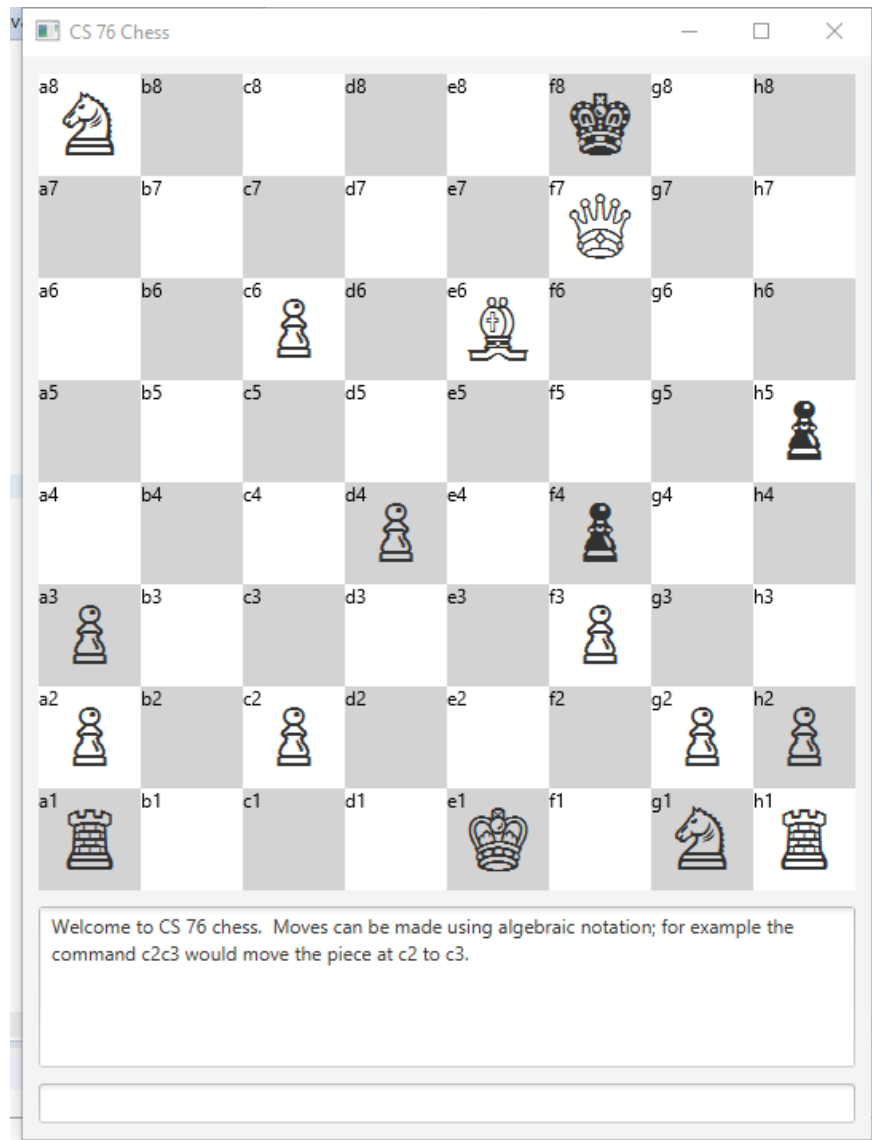 CS 76 Chess
a8 b8 c8 d8 e8 f8 g8 h8
a7 b7 c7 d7 e7 f7 g7 h7
a6 b6 c6 d6 e6 f6 g6 h6
a5 b5 c5 d5 e5 f5 g5 h5
a4 b4 c4 d4 e4 f4 g4 h4
a3 b3 c3 d3 e3 f3 g3 h3
a2 b2 c2 d2 e2 f2 g2 h2
a1 b1 c1 d1 e1 f1 g1 h1
Welcome to CS 76 chess.  Moves can be made using algebraic notation; for example the
command c2c3 would move the piece at c2 to c3.